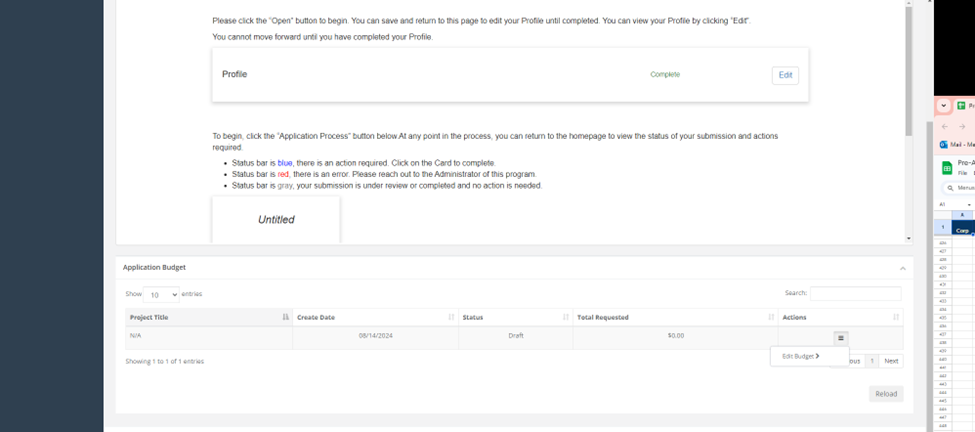 Please click the "Open" button to begin. You can save and return to this page to edit your Profile until completed. You can view your Profile by clicking "Edit".
You cannot move forward until you have completed your Profile.
Profile Complete Edit
To begin, click the "Application Process" button below.At any point in the process, you can return to the homepage to view the status of your submission and actions
required.
• Status bar is blue, there is an action required. Click on the Card to complete.
• Status bar is red, there is an error. Please reach out to the Administrator of this program.
• Status bar is gray, your submission is under review or completed and no action is needed.
Untitled
Application Budget
Show 10 entries Search:
Project Title Create Date Status Total Requested Actions
N/A 08/14/2024 Draft $0.00
Edit Budget
Showing 1 to 1 of 1 entries ous 1 Next
Reload
Mail - Me
Pro-A
File
Menus
A1
A
1 Corp